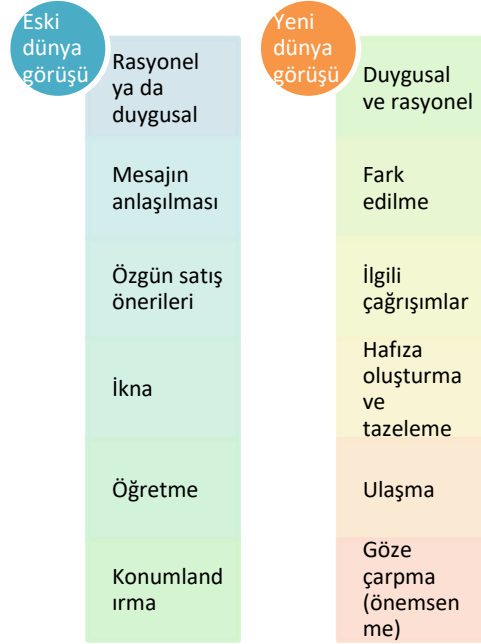 Eski
dünya
görüşü
Rasyonel
ya da
duygusal
Mesajın
anlaşılması
Özgün satış
önerileri
İkna
Öğretme
Konumland
ırma
Yeni
dünya
görüşü
Duygusal
ve rasyonel
Fark
edilme
İlgili
çağrışımlar
Hafıza
oluşturma
ve
tazeleme
Ulaşma
Göze
çarpma
(önemsen
me)